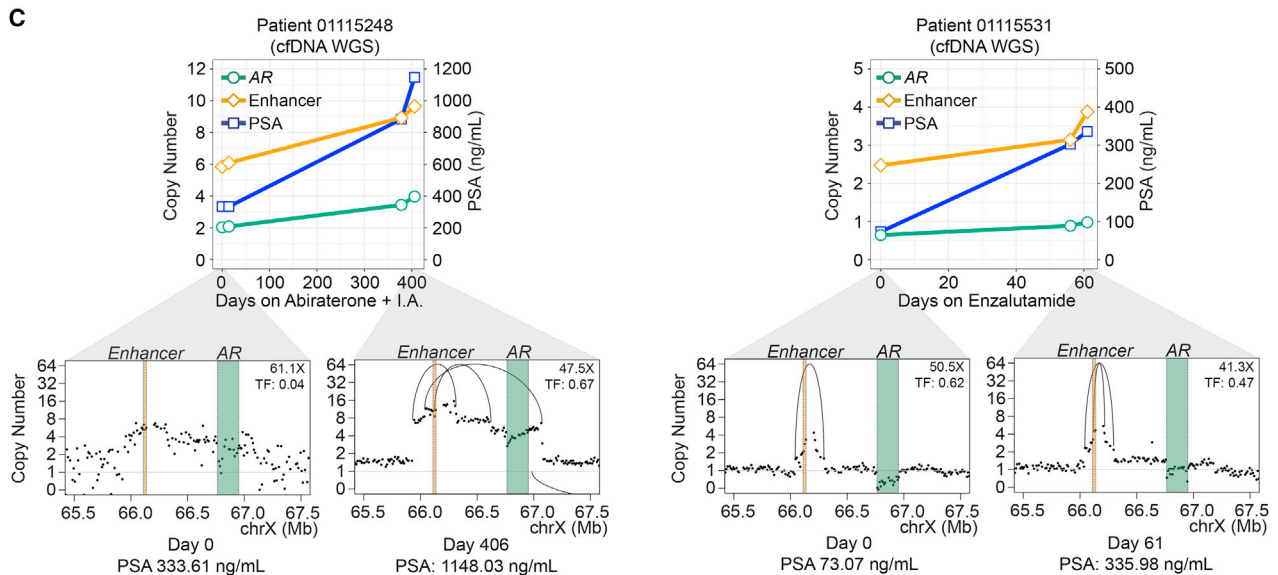 C
Patient 01115248
(cfDNA WGS)
Copy Number
12
10
8
6
4
2
0
AR
Enhancer
PSA
1200
1000
800
600
400
200
0
PSA (ng/mL)
0 100 200 300 400
Days on Abiraterone + I.A.
Enhancer AR
61.1X
TF: 0.04
Copy Number
64
32
16
8
4
2
1
0
65.5 66.0 66.5 67.0 67.5
chrX (Mb)
Day 0
PSA 333.61 ng/mL
Enhancer AR
47.5X
TF: 0.67
64
32
16
8
4
2
1
0
65.5 66.0 66.5 67.0 67.5
chrX (Mb)
Day 406
PSA: 1148.03 ng/mL
Patient 01115531
(cfDNA WGS)
Copy Number
5
4
3
2
1
0
AR
Enhancer
PSA
500
400
300
200
100
0
PSA (ng/mL)
0 20 40 60
Days on Enzalutamide
Enhancer AR
50.5X
TF: 0.62
Copy Number
64
32
16
8
4
2
1
0
65.5 66.0 66.5 67.0 67.5
chrX (Mb)
Day 0
PSA 73.07 ng/mL
Enhancer AR
41.3X
TF: 0.47
64
32
16
8
4
2
1
0
65.5 66.0 66.5 67.0 67.5
chrX (Mb)
Day 61
PSA: 335.98 ng/mL